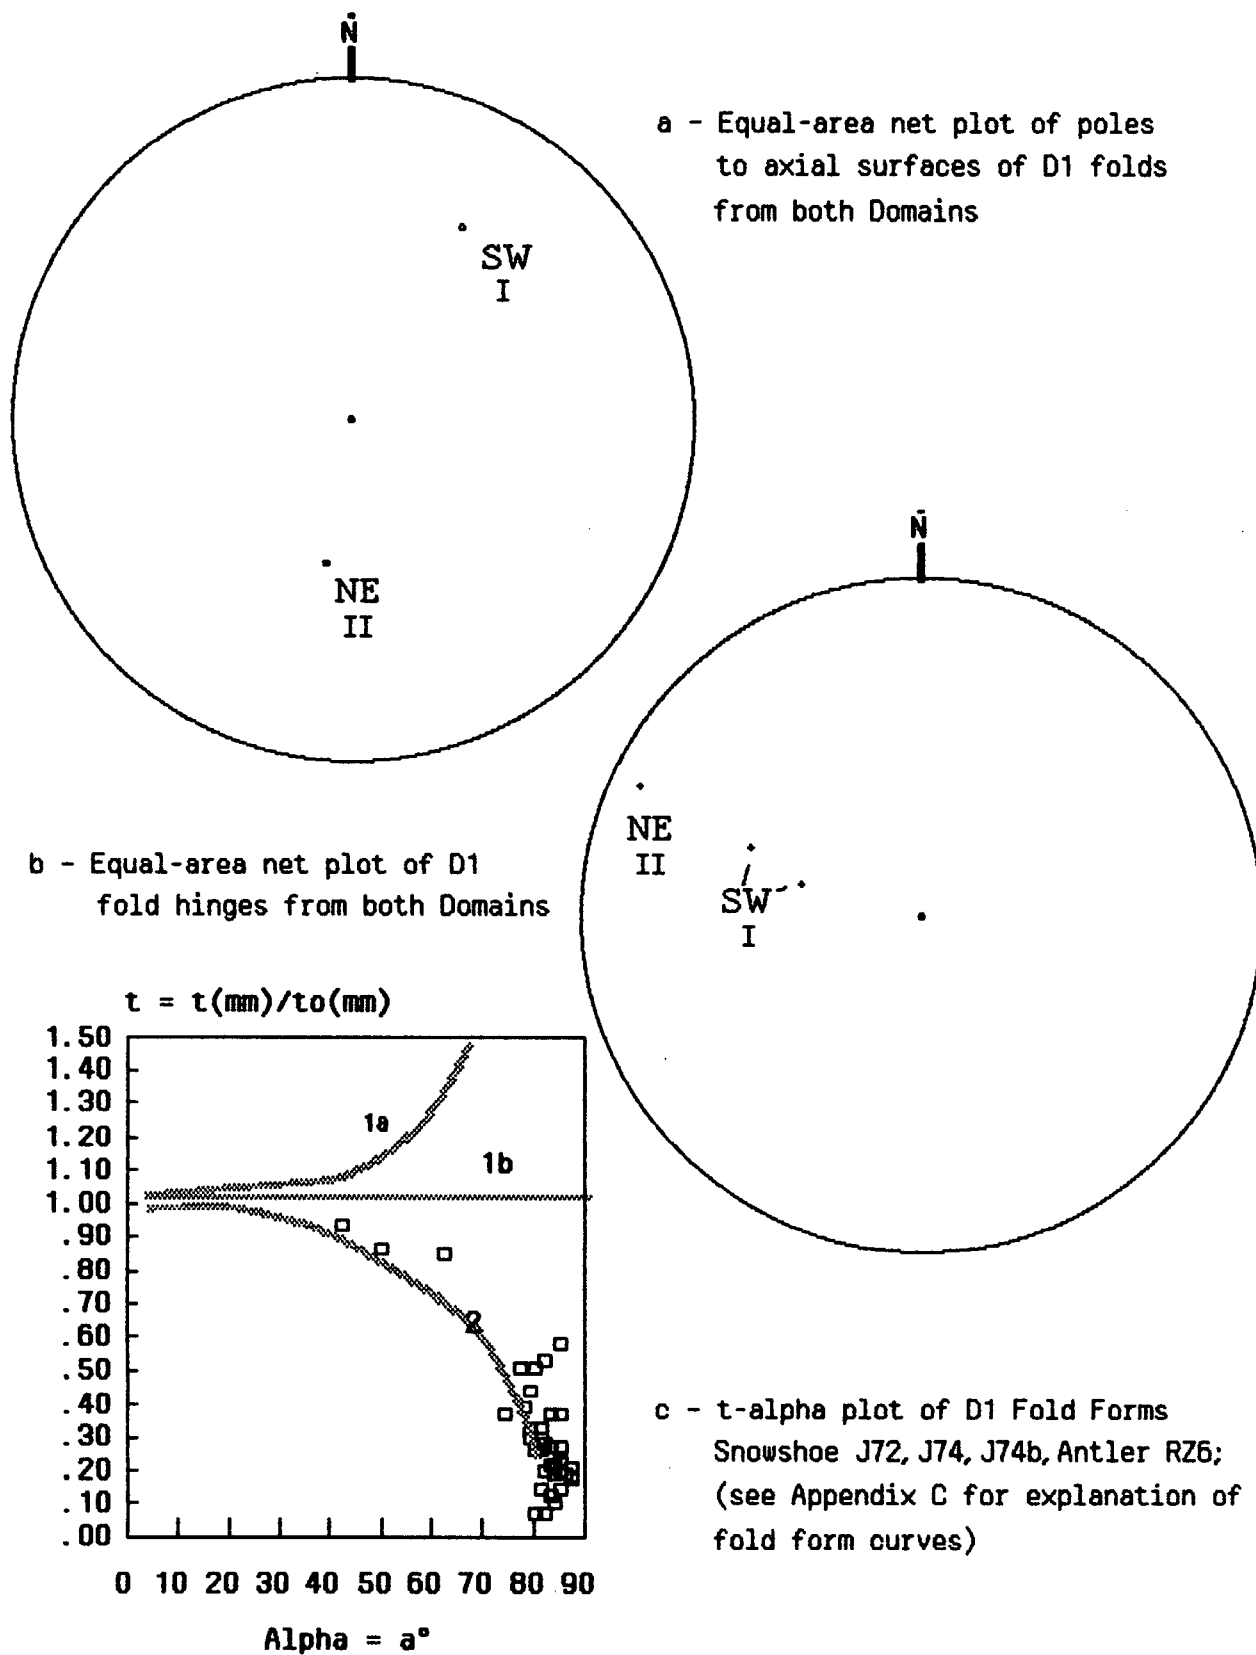 N
a - Equal-area net plot of poles
to axial surfaces of D1 folds
from both Domains
SW
I
NE
II
N
NE
II
SW
I
b - Equal-area net plot of D1
fold hinges from both Domains
t = t(mm)/to(mm)
1.50
1.40
1.30
1.20
1.10
1.00
.90
.80
.70
.60
.50
.40
.30
.20
.10
.00
1a
1b
2
0 10 20 30 40 50 60 70 80 90
Alpha = a°
c - t-alpha plot of D1 Fold Forms
Snowshoe J72, J74, J74b, Antler RZ6;
(see Appendix C for explanation of
fold form curves)